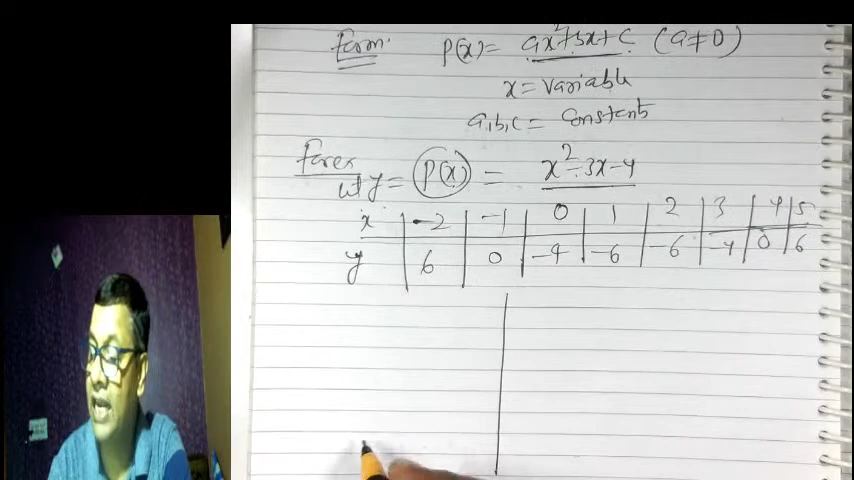 Form. P(x) = ax²+bx+c (a≠0)
x = variable
a,b,c = constant
For ex
let y = P(x) = x²-3x-4
x | -2 | -1 | 0 | 1 | 2 | 3 | 4 | 5
y | 6 | 0 | -4 | -6 | -6 | -4 | 0 | 6